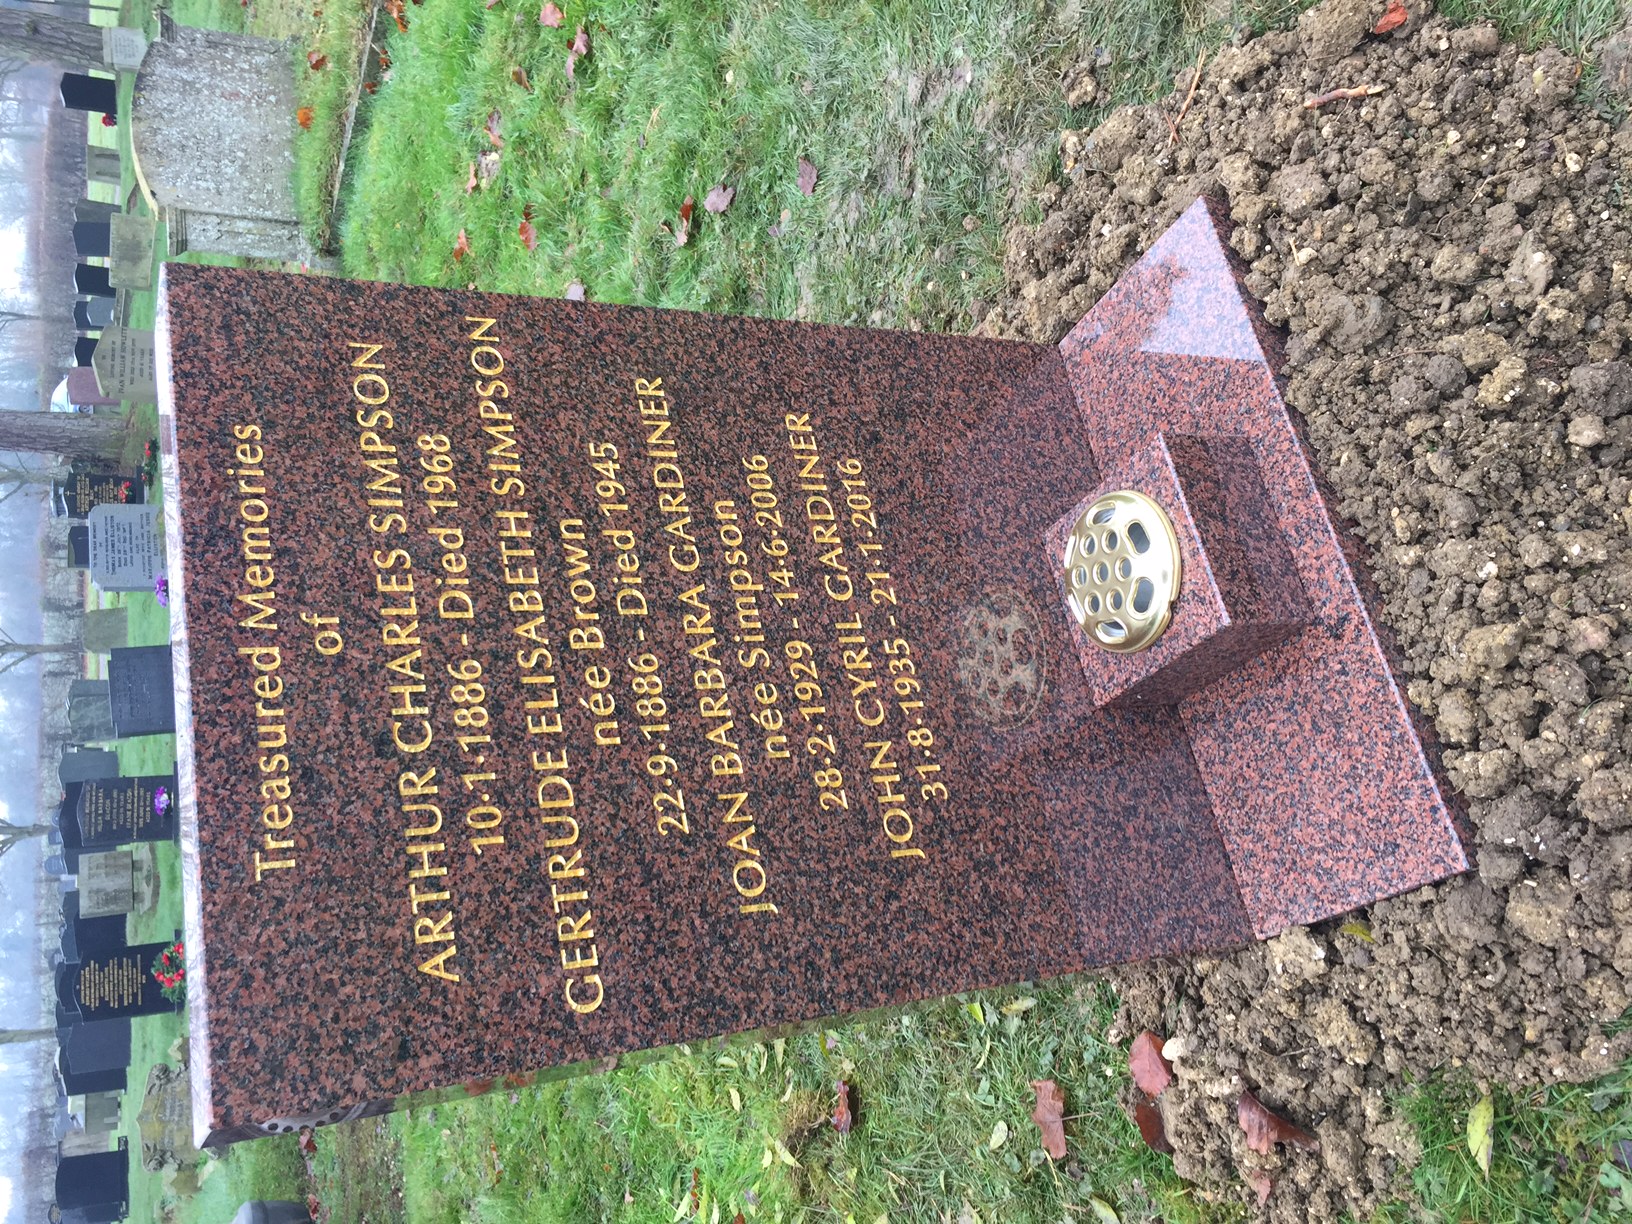 Treasured Memories
of
ARTHUR CHARLES SIMPSON
10·1·1886 - Died 1968
GERTRUDE ELISABETH SIMPSON
née Brown
22·9·1886 - Died 1945
JOAN BARBARA GARDINER
née Simpson
28·2·1929 - 14·6·2006
JOHN CYRIL GARDINER
31·8·1935 - 21·1·2016